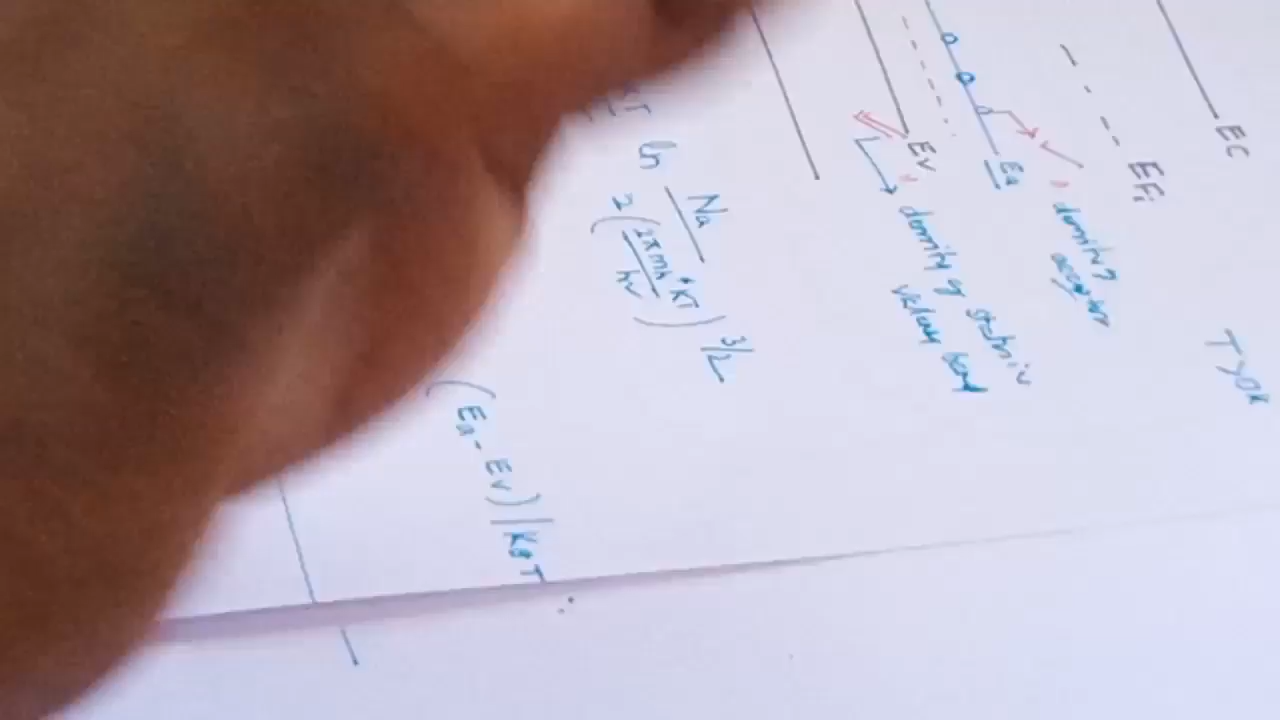 EC
EFi
Ea
Ev
T>0K
density
acceptor
density of states in
valence band
KT ln Na
2 (2πmh*KT / h²)^3/2
(Ea - Ev) / KBT